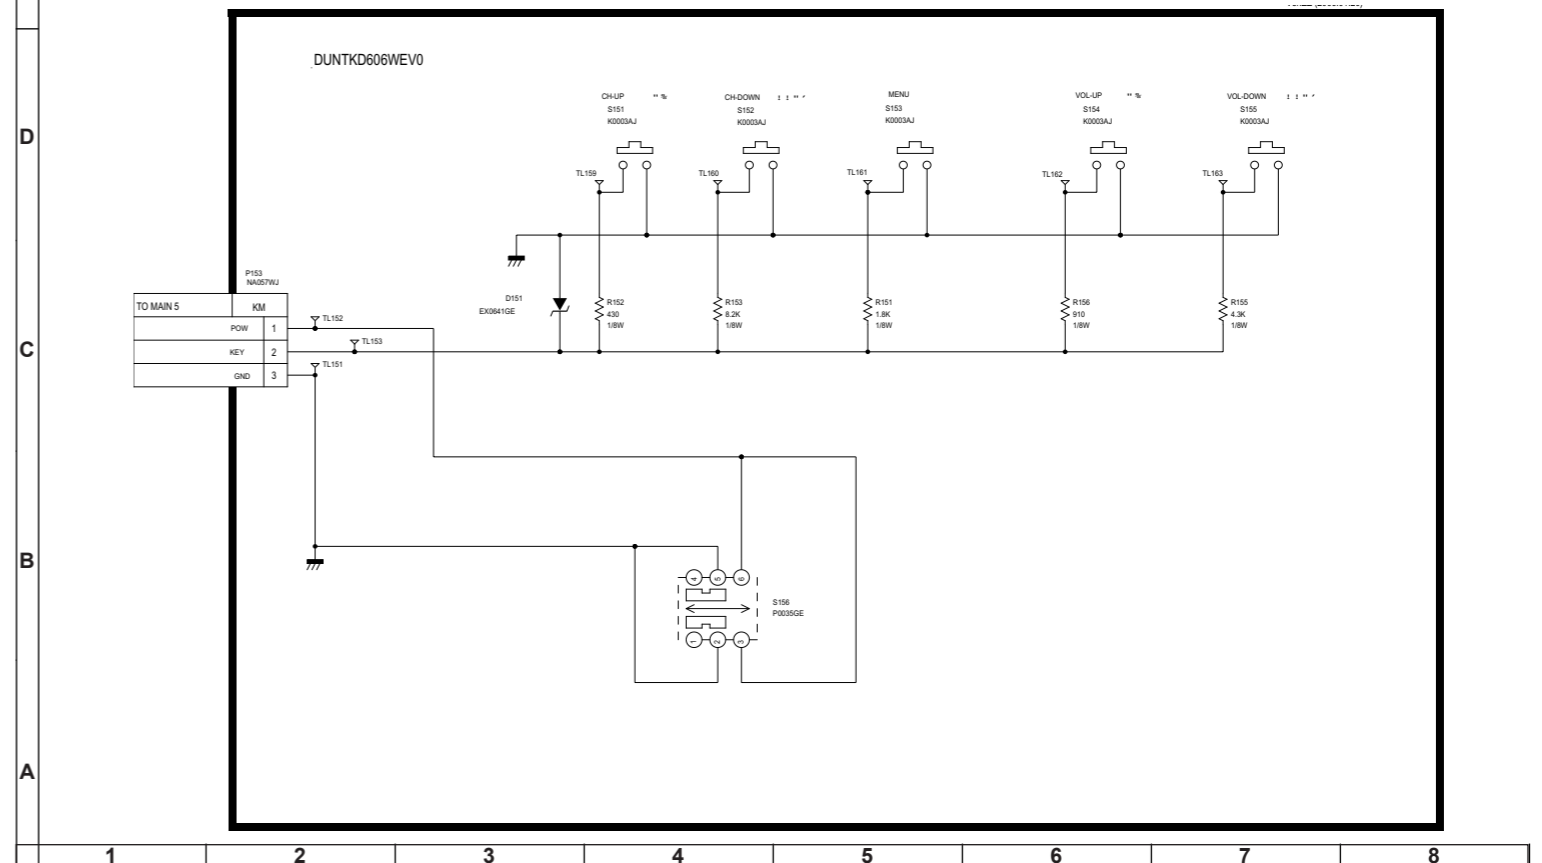 DUNTKD606WEV0
CH-UP
S151
K0003AJ
CH-DOWN
S152
K0003AJ
MENU
S153
K0003AJ
VOL-UP
S154
K0003AJ
VOL-DOWN
S155
K0003AJ
D
TL159
TL160
TL161
TL162
TL163
P153
NA057WJ
TO MAIN 5
KM
POW
1
KEY
2
GND
3
TL152
TL153
TL151
D151
EX0641GE
R152
430
1/8W
R153
8.2K
1/8W
R151
1.8K
1/8W
R156
910
1/8W
R155
4.3K
1/8W
C
B
4
5
6
1
2
3
S156
P0035GE
A
1
2
3
4
5
6
7
8